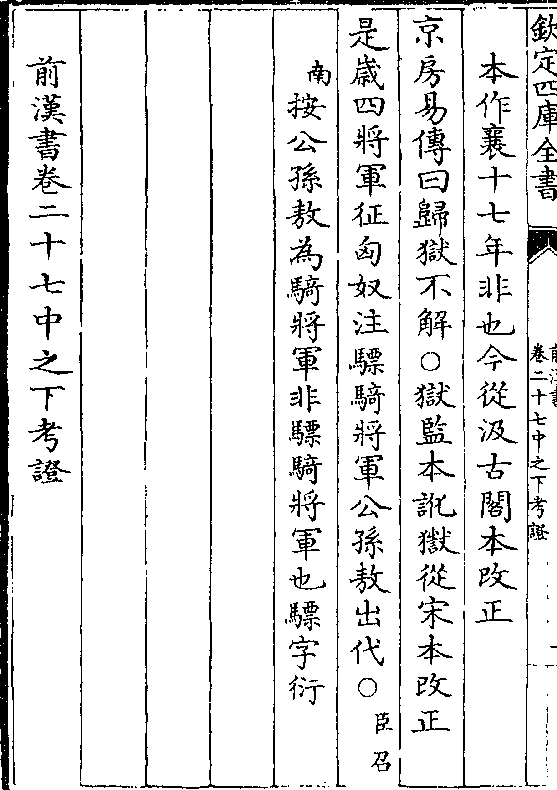 欽定四庫全書
前漢書
卷二十七中之下考證
本作襄十七年非也今從汲古閣本改正
京房易傳曰歸獄不解○獄監本訛嶽從宋本改正
是歲四將軍征匈奴注驃騎將軍公孫敖出代○臣召
南按公孫敖為騎將軍非驃騎將軍也驃字衍
前漢書卷二十七中之下考證